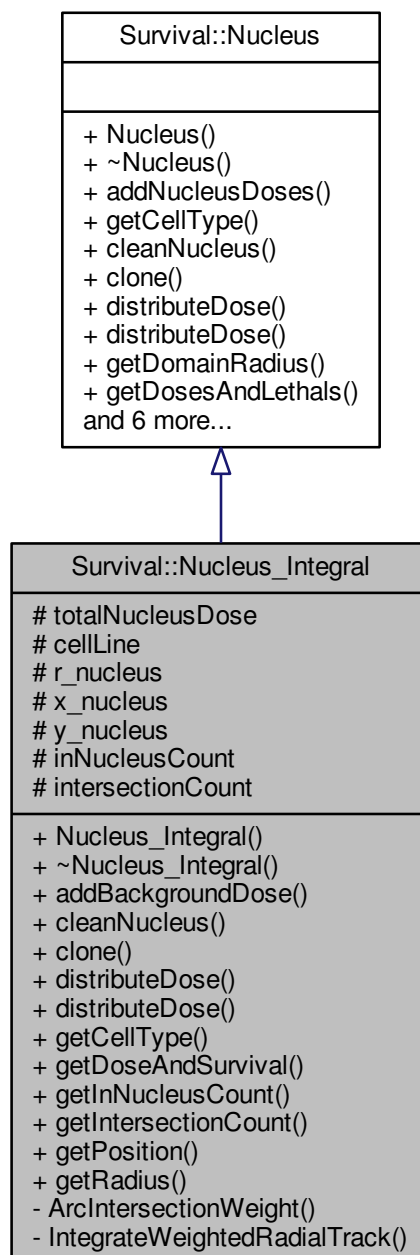 Survival::Nucleus
+ Nucleus()
+ ~Nucleus()
+ addNucleusDoses()
+ getCellType()
+ cleanNucleus()
+ clone()
+ distributeDose()
+ distributeDose()
+ getDomainRadius()
+ getDosesAndLethals()
and 6 more...
Survival::Nucleus_Integral
# totalNucleusDose
# cellLine
# r_nucleus
# x_nucleus
# y_nucleus
# inNucleusCount
# intersectionCount
+ Nucleus_Integral()
+ ~Nucleus_Integral()
+ addBackgroundDose()
+ cleanNucleus()
+ clone()
+ distributeDose()
+ distributeDose()
+ getCellType()
+ getDoseAndSurvival()
+ getInNucleusCount()
+ getIntersectionCount()
+ getPosition()
+ getRadius()
- ArcIntersectionWeight()
- IntegrateWeightedRadialTrack()